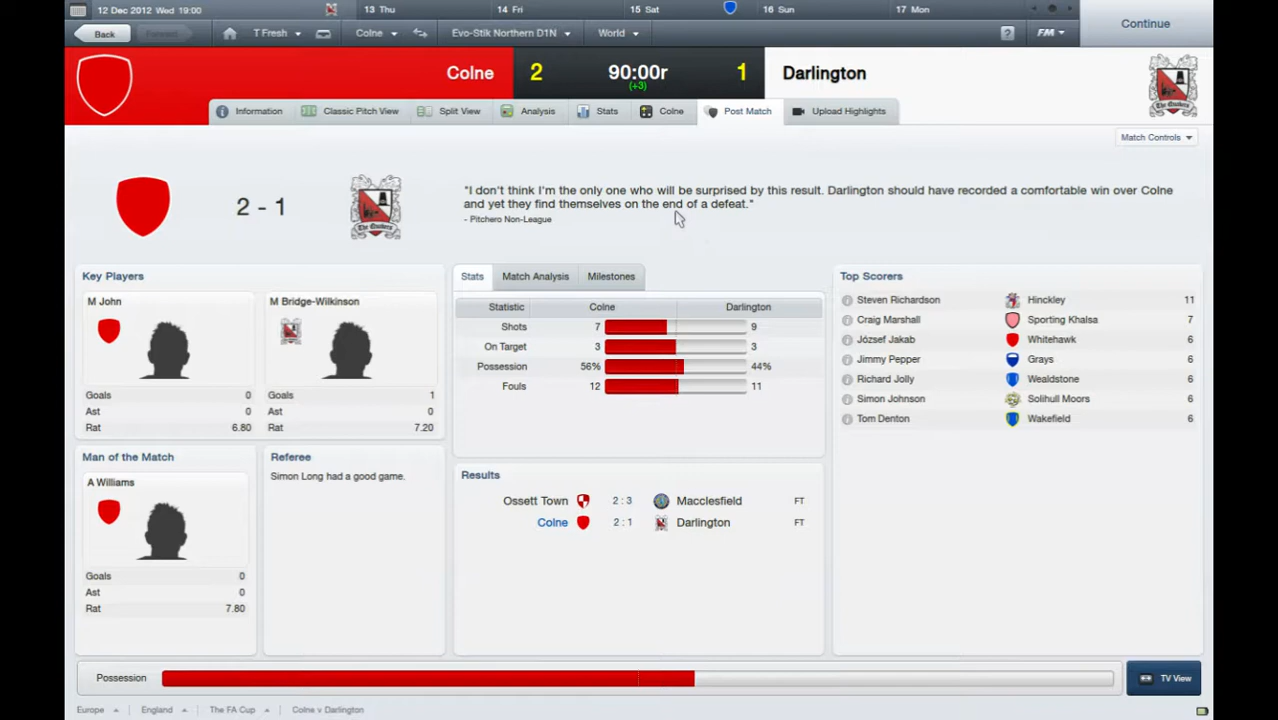 12 Dec 2012 Wed 19:00 13 Thu 14 Fri 15 Sat 16 Sun 17 Mon
Continue
Back Forward T Fresh Colne Evo-Stik Northern D1N World ? FM
Colne 2 90:00r 1 Darlington
(+3)
Information Classic Pitch View Split View Analysis Stats Colne Post Match Upload Highlights
Match Controls
2 - 1
"I don't think I'm the only one who will be surprised by this result. Darlington should have recorded a comfortable win over Colne
and yet they find themselves on the end of a defeat."
- Pitchero Non-League
Key Players
M John
Goals 0
Ast 0
Rat 6.80
M Bridge-Wilkinson
Goals 1
Ast 0
Rat 7.20
Man of the Match
A Williams
Goals 0
Ast 0
Rat 7.80
Referee
Simon Long had a good game.
Stats Match Analysis Milestones
Statistic Colne Darlington
Shots 7 9
On Target 3 3
Possession 56% 44%
Fouls 12 11
Results
Ossett Town 2 : 3 Macclesfield FT
Colne 2 : 1 Darlington FT
Top Scorers
Steven Richardson Hinckley 11
Craig Marshall Sporting Khalsa 7
József Jakab Whitehawk 6
Jimmy Pepper Grays 6
Richard Jolly Wealdstone 6
Simon Johnson Solihull Moors 6
Tom Denton Wakefield 6
Possession
TV View
Europe England The FA Cup Colne v Darlington